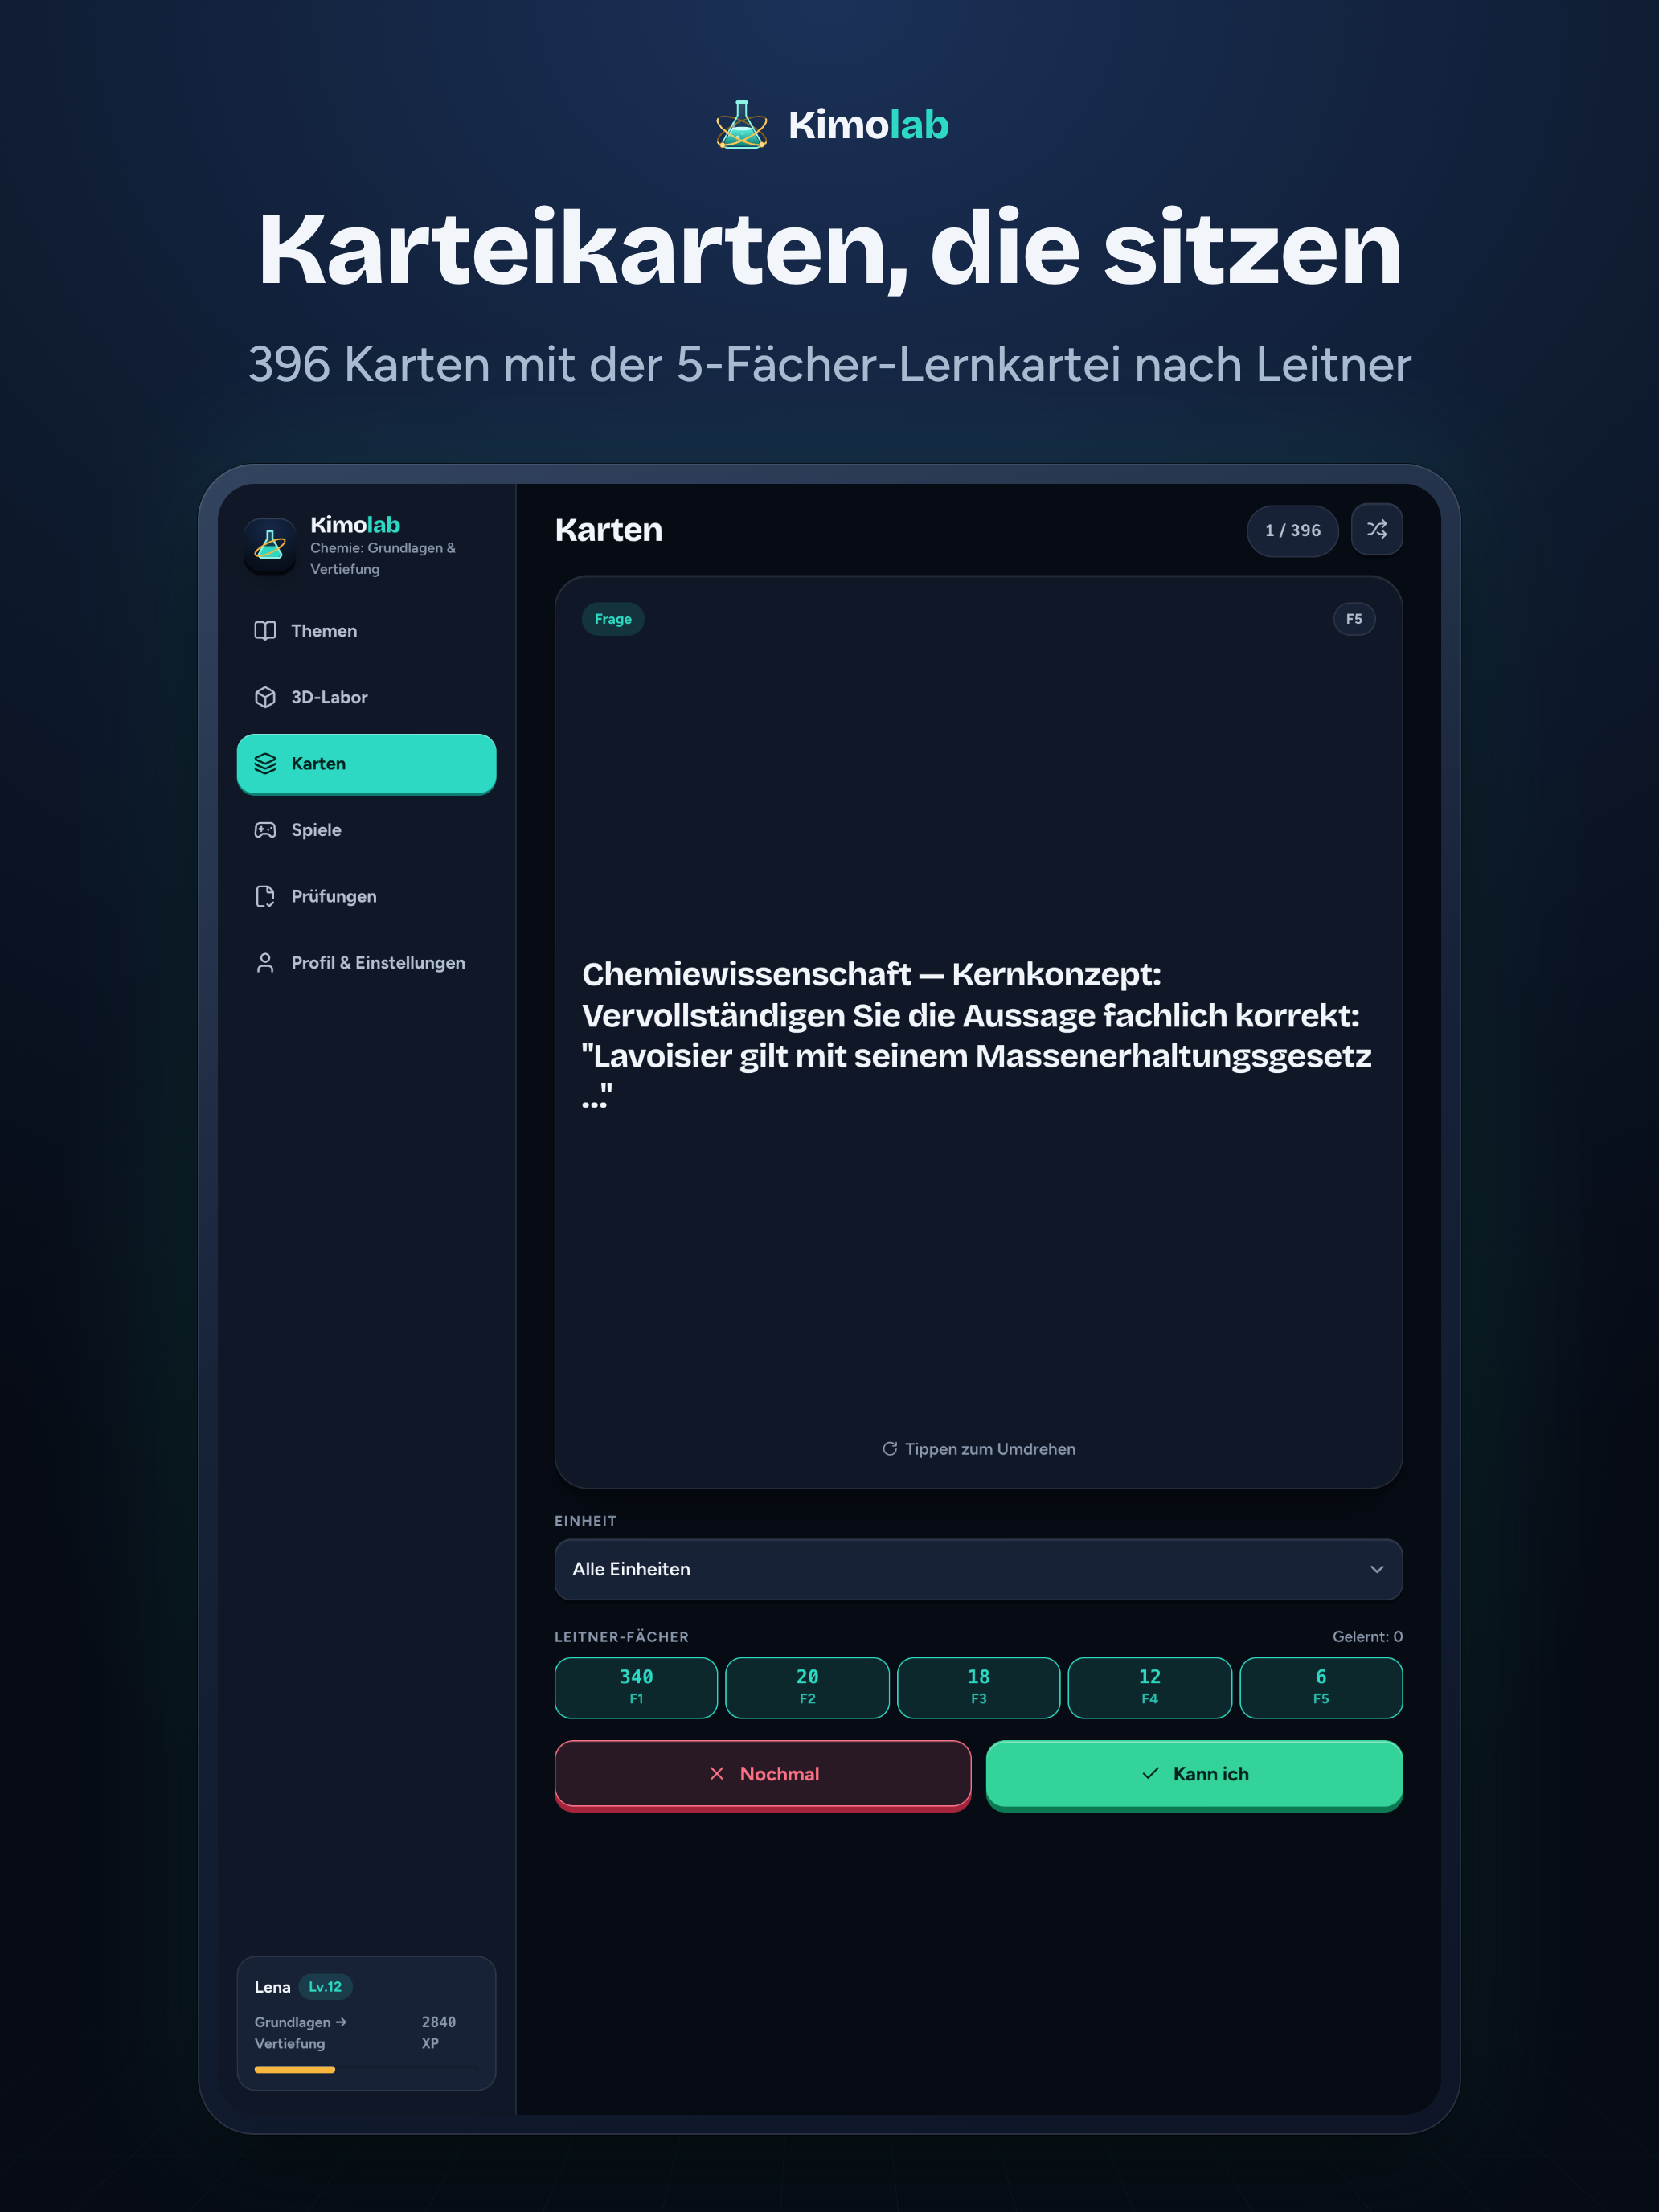 Kimolab
Karteikarten, die sitzen
396 Karten mit der 5-Fächer-Lernkartei nach Leitner
Kimolab
Chemie: Grundlagen &
Vertiefung
Themen
3D-Labor
Karten
Spiele
Prüfungen
Profil & Einstellungen
Lena Lv.12
Grundlagen → 2840
Vertiefung XP
Karten
1 / 396
Frage F5
Chemiewissenschaft — Kernkonzept:
Vervollständigen Sie die Aussage fachlich korrekt:
"Lavoisier gilt mit seinem Massenerhaltungsgesetz
..."
Tippen zum Umdrehen
EINHEIT
Alle Einheiten
LEITNER-FÄCHER Gelernt: 0
340 20 18 12 6
F1 F2 F3 F4 F5
Nochmal Kann ich